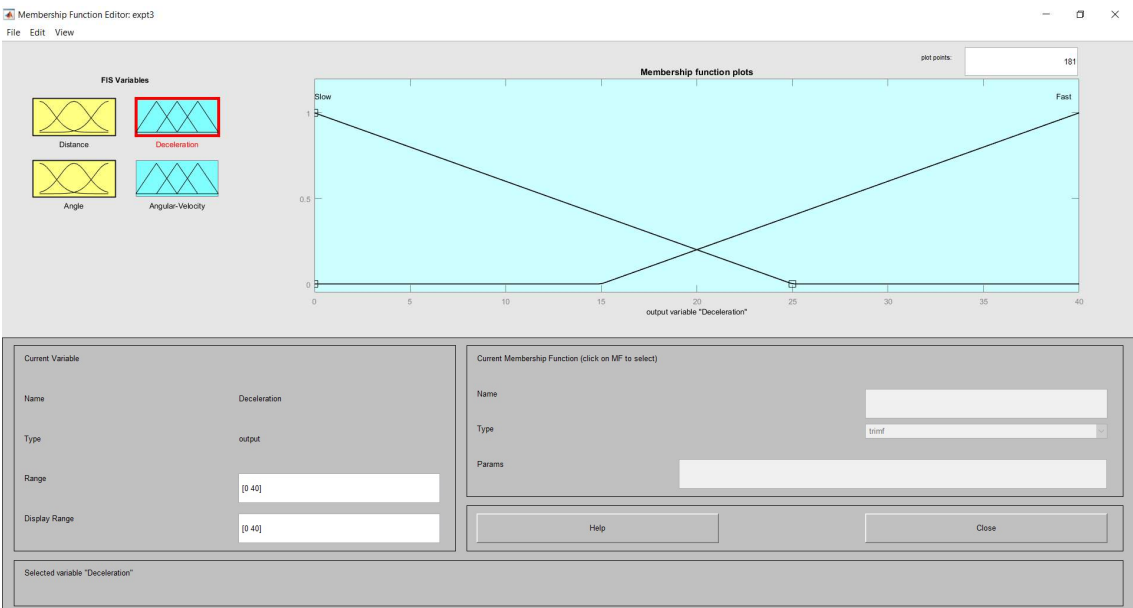 Membership Function Editor: expt3
File Edit View
FIS Variables
Distance
Deceleration
Angle
Angular-Velocity
plot points:
181
Membership function plots
Slow
Fast
1
0.5
0
0 5 10 15 20 25 30 35 40
output variable "Deceleration"
Current Variable
Name Deceleration
Type output
Range [0 40]
Display Range [0 40]
Current Membership Function (click on MF to select)
Name
Type trimf
Params
Help
Close
Selected variable "Deceleration"